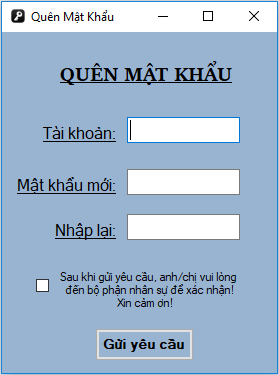 Quên Mật Khẩu
QUÊN MẬT KHẨU
Tài khoản:
Mật khẩu mới:
Nhập lại:
Sau khi gửi yêu cầu, anh/chị vui lòng
đến bộ phận nhân sự để xác nhận!
Xin cảm ơn!
Gửi yêu cầu